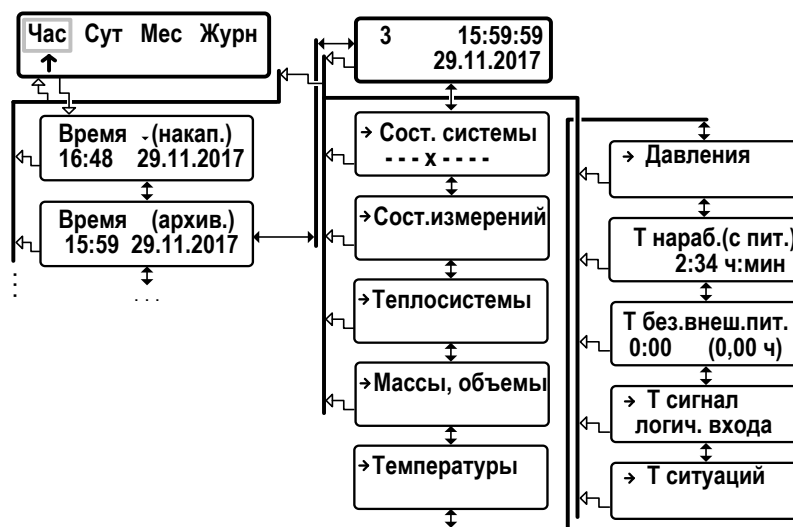 Час Сут Мес Журн
Время (накап.)
16:48 29.11.2017
Время (архив.)
15:59 29.11.2017
. . .
3 15:59:59
29.11.2017
→ Сост. системы
- - - x - - - -
→Сост.измерений
→Теплосистемы
→Массы, объемы
→Температуры
→ Давления
Т нараб.(с пит.)
2:34 ч:мин
Т без.внеш.пит.
0:00 (0,00 ч)
→ Т сигнал
логич. входа
→ Т ситуаций